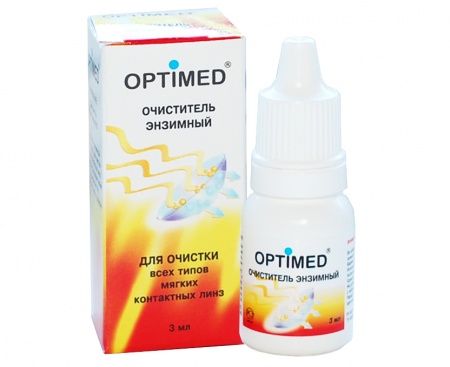 OPTIMED®
ОЧИСТИТЕЛЬ
ЭНЗИМНЫЙ
ДЛЯ ОЧИСТКИ
всех типов
мягких
контактных линз
3 мл
OPTIMED®
ОЧИСТИТЕЛЬ ЭНЗИМНЫЙ
3 мл